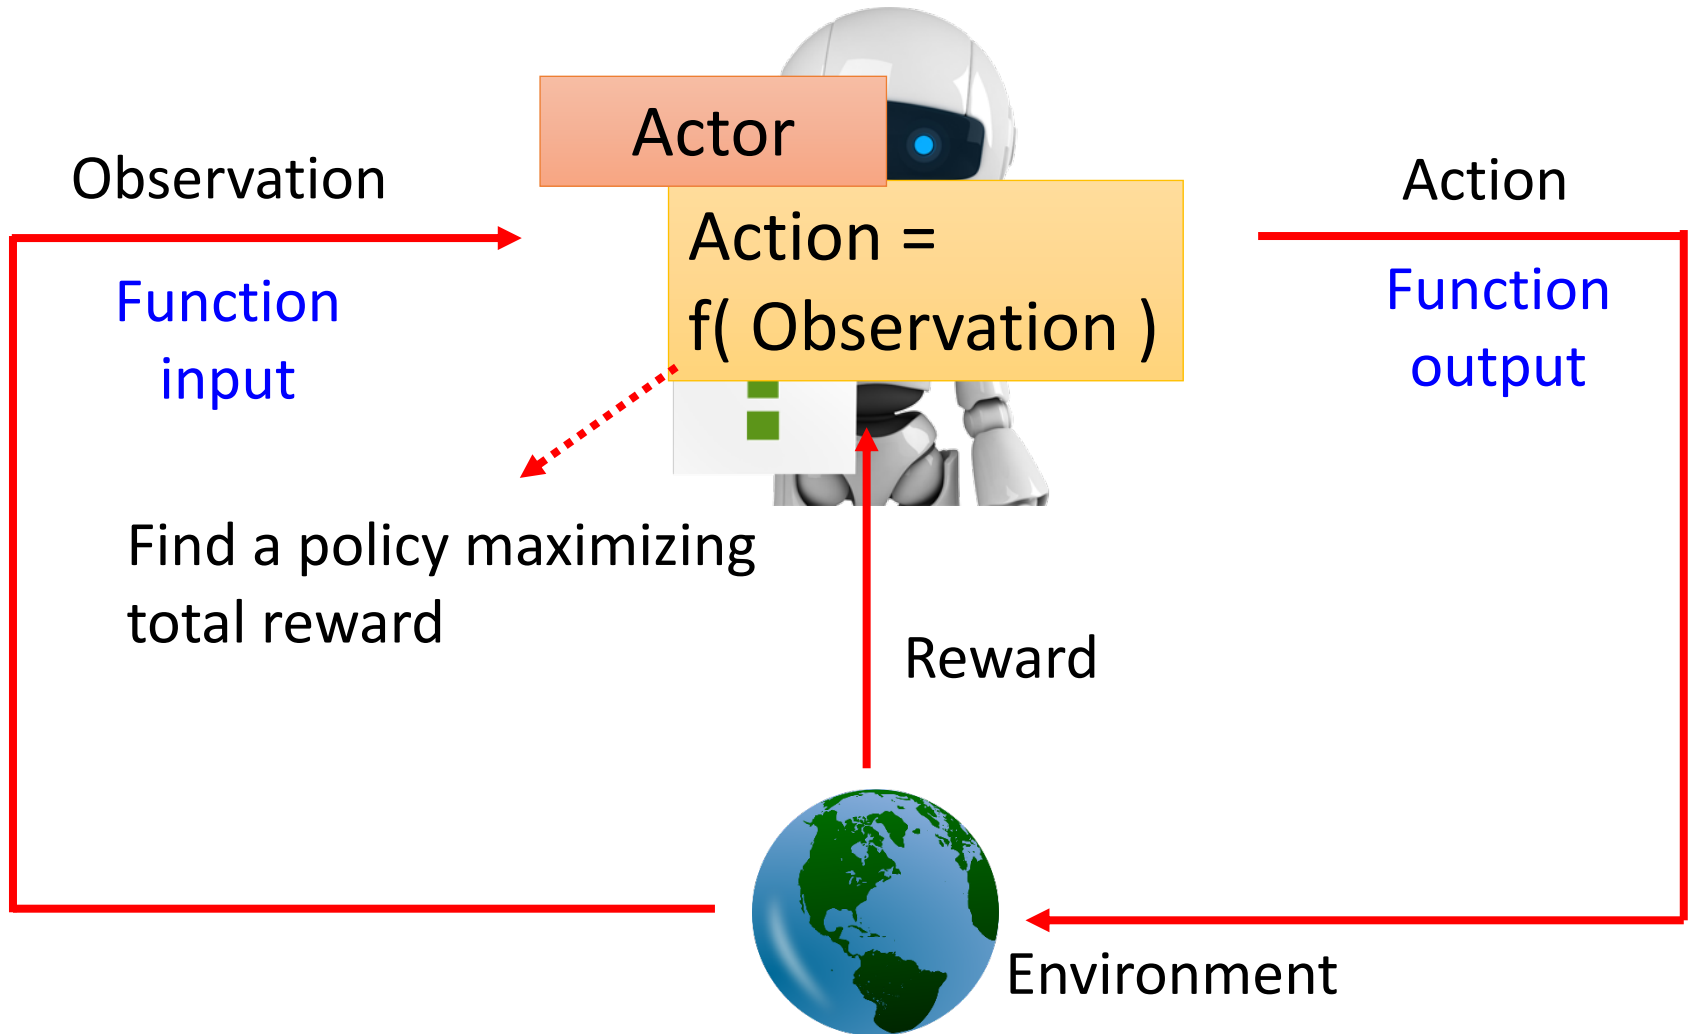 Actor
Observation
Action
Action =
f( Observation )
Function
input
Function
output
Find a policy maximizing
total reward
Reward
Environment